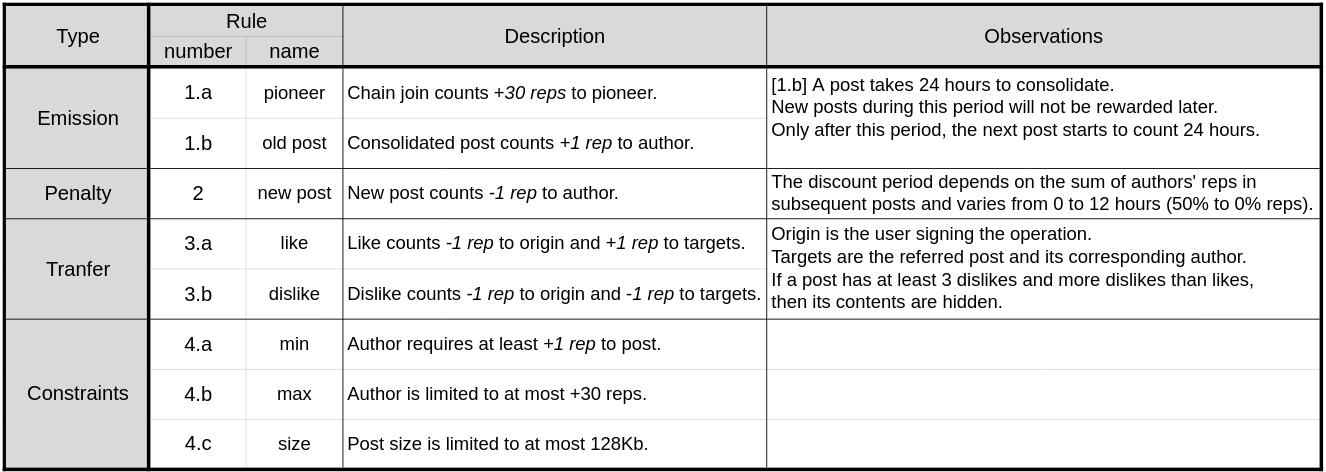 Type
Rule
number
name
Description
Observations
Emission
1.a
pioneer
Chain join counts +30 reps to pioneer.
[1.b] A post takes 24 hours to consolidate.
New posts during this period will not be rewarded later.
Only after this period, the next post starts to count 24 hours.
1.b
old post
Consolidated post counts +1 rep to author.
Penalty
2
new post
New post counts -1 rep to author.
The discount period depends on the sum of authors' reps in
subsequent posts and varies from 0 to 12 hours (50% to 0% reps).
Tranfer
3.a
like
Like counts -1 rep to origin and +1 rep to targets.
Origin is the user signing the operation.
Targets are the referred post and its corresponding author.
If a post has at least 3 dislikes and more dislikes than likes,
then its contents are hidden.
3.b
dislike
Dislike counts -1 rep to origin and -1 rep to targets.
Constraints
4.a
min
Author requires at least +1 rep to post.
4.b
max
Author is limited to at most +30 reps.
4.c
size
Post size is limited to at most 128Kb.